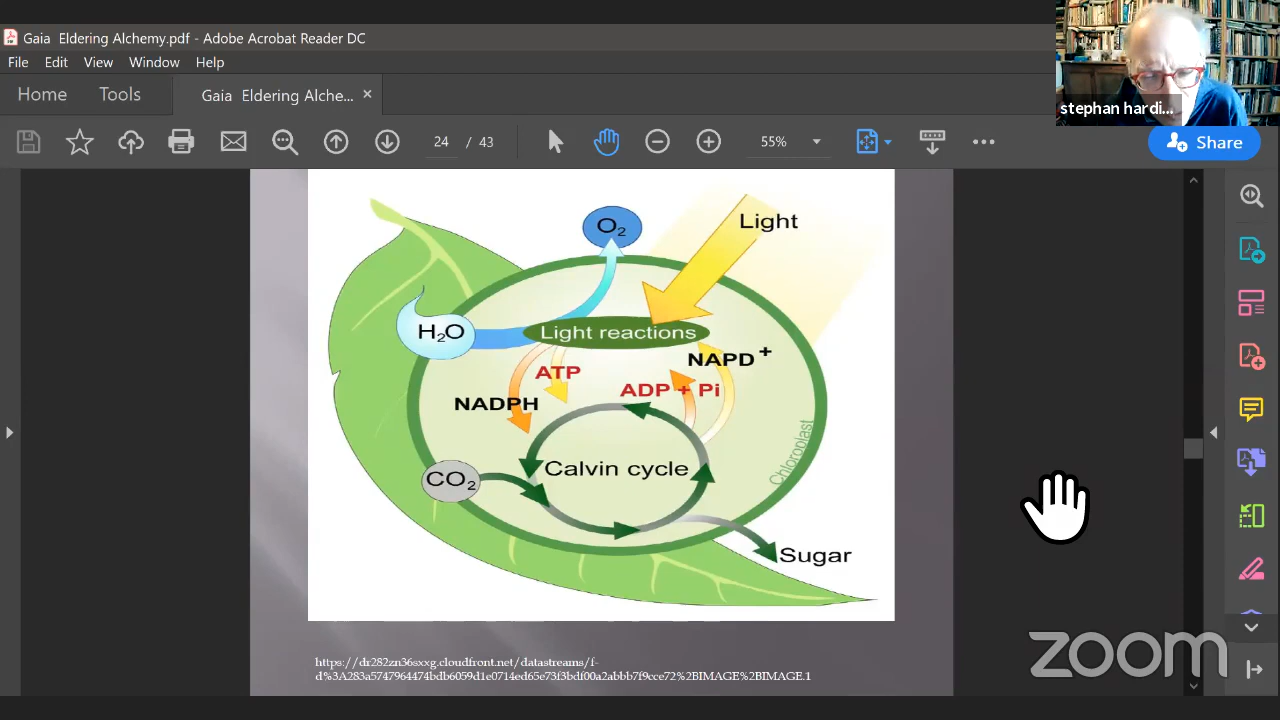 Gaia Eldering Alchemy.pdf - Adobe Acrobat Reader DC
File Edit View Window Help
Home Tools Gaia Eldering Alche... ×
stephan hardi...
24 / 43 55% Share
O₂
Light
H₂O
Light reactions
NAPD⁺
ATP
ADP + Pi
NADPH
Chloroplast
Calvin cycle
CO₂
Sugar
https://dr282zn36sxxg.cloudfront.net/datastreams/f-
d%3A283a5747964474bdb6059d1e0714ed65e73f3bdf00a2abbb7f9cce72%2BIMAGE%2BIMAGE.1
zoom